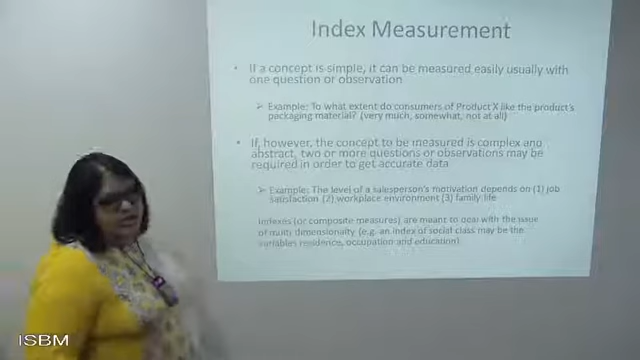 Index Measurement
• If a concept is simple, it can be measured easily usually with
one question or observation
➢ Example: To what extent do consumers of Product X like the product's
packaging material? (very much, somewhat, not at all)
• If, however, the concept to be measured is complex and
abstract, two or more questions or observations may be
required in order to get accurate data
➢ Example: The level of a salesperson's motivation depends on (1) job
satisfaction (2) workplace environment (3) family life
Indexes (or composite measures) are meant to deal with the issue
of multi dimensionality (e.g. an index of social class may be the
variables residence, occupation and education)
ISBM